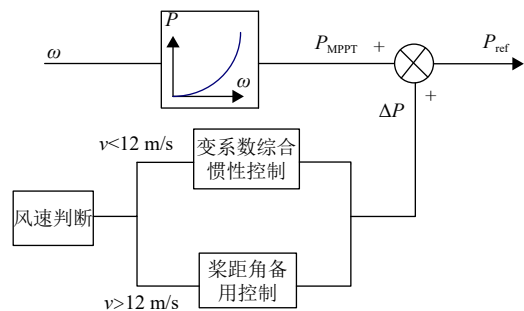 ω
P
ω
P_MPPT
+
P_ref
+
ΔP
v<12 m/s
变系数综合
惯性控制
风速判断
桨距角备
用控制
v>12 m/s